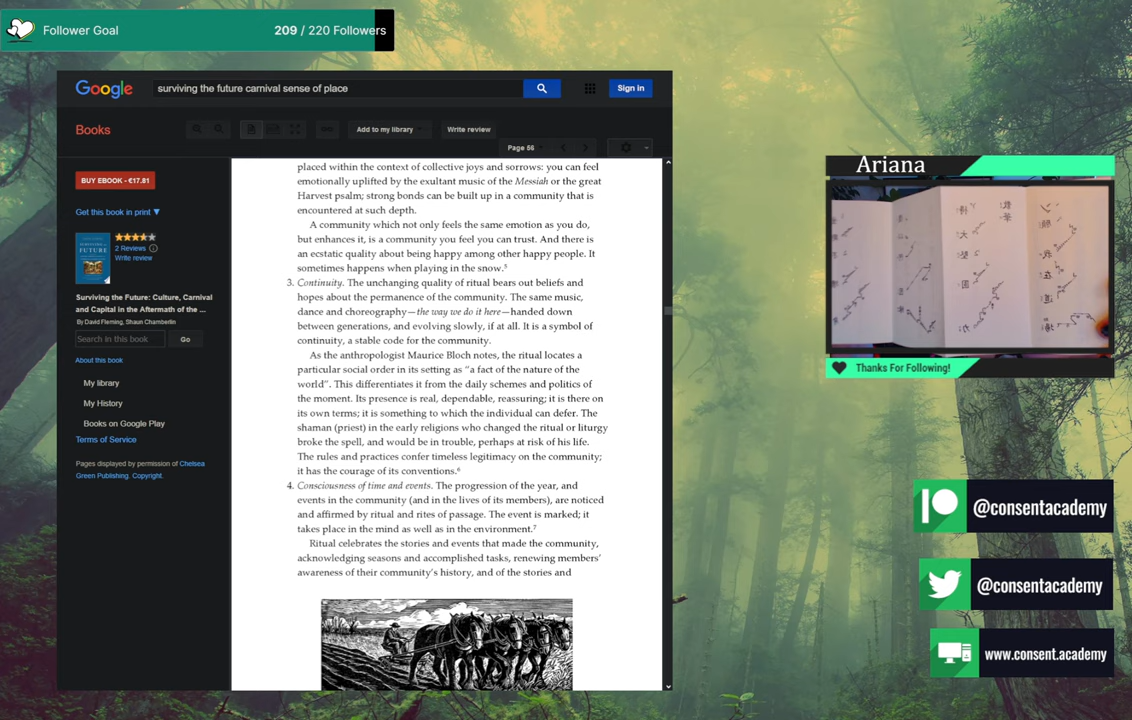 Follower Goal
209 / 220 Followers
Google
surviving the future carnival sense of place
Sign in
Books
Add to my library
Write review
Page 56
BUY EBOOK - €17.81
Get this book in print ▼
2 Reviews
Write review
Surviving the Future: Culture, Carnival
and Capital in the Aftermath of the ...
By David Fleming, Shaun Chamberlin
Search in this book
Go
About this book
My library
My History
Books on Google Play
Terms of Service
Pages displayed by permission of Chelsea
Green Publishing. Copyright.
placed within the context of collective joys and sorrows: you can feel
emotionally uplifted by the exultant music of the Messiah or the great
Harvest psalm; strong bonds can be built up in a community that is
encountered at such depth.
A community which not only feels the same emotion as you do,
but enhances it, is a community you feel you can trust. And there is
an ecstatic quality about being happy among other happy people. It
sometimes happens when playing in the snow.⁵
3. Continuity. The unchanging quality of ritual bears out beliefs and
hopes about the permanence of the community. The same music,
dance and choreography—the way we do it here—handed down
between generations, and evolving slowly, if at all. It is a symbol of
continuity, a stable code for the community.
As the anthropologist Maurice Bloch notes, the ritual locates a
particular social order in its setting as “a fact of the nature of the
world”. This differentiates it from the daily schemes and politics of
the moment. Its presence is real, dependable, reassuring; it is there on
its own terms; it is something to which the individual can defer. The
shaman (priest) in the early religions who changed the ritual or liturgy
broke the spell, and would be in trouble, perhaps at risk of his life.
The rules and practices confer timeless legitimacy on the community;
it has the courage of its conventions.⁶
4. Consciousness of time and events. The progression of the year, and
events in the community (and in the lives of its members), are noticed
and affirmed by ritual and rites of passage. The event is marked; it
takes place in the mind as well as in the environment.⁷
Ritual celebrates the stories and events that made the community,
acknowledging seasons and accomplished tasks, renewing members’
awareness of their community’s history, and of the stories and
Ariana
Thanks For Following!
@consentacademy
@consentacademy
www.consent.academy